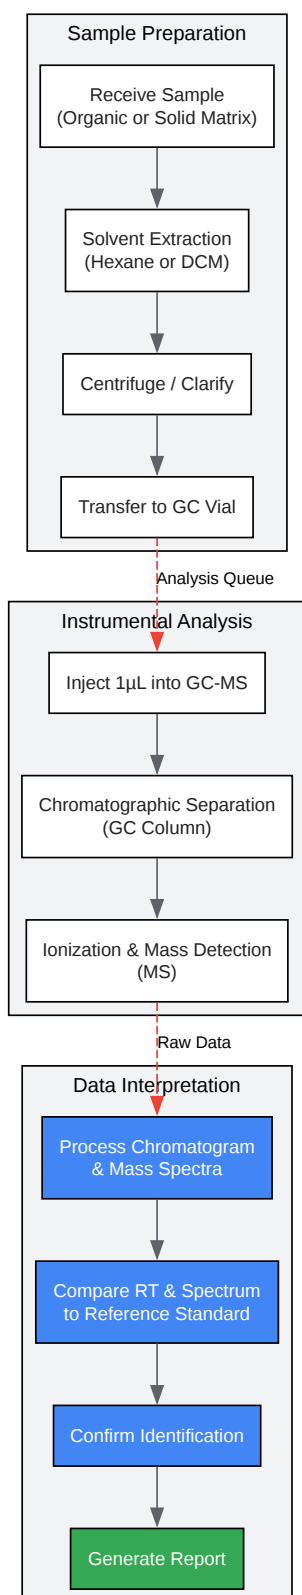 Sample Preparation
Receive Sample
(Organic or Solid Matrix)
Solvent Extraction
(Hexane or DCM)
Centrifuge / Clarify
Transfer to GC Vial
Analysis Queue
Instrumental Analysis
Inject 1µL into GC-MS
Chromatographic Separation
(GC Column)
Ionization & Mass Detection
(MS)
Raw Data
Data Interpretation
Process Chromatogram
& Mass Spectra
Compare RT & Spectrum
to Reference Standard
Confirm Identification
Generate Report